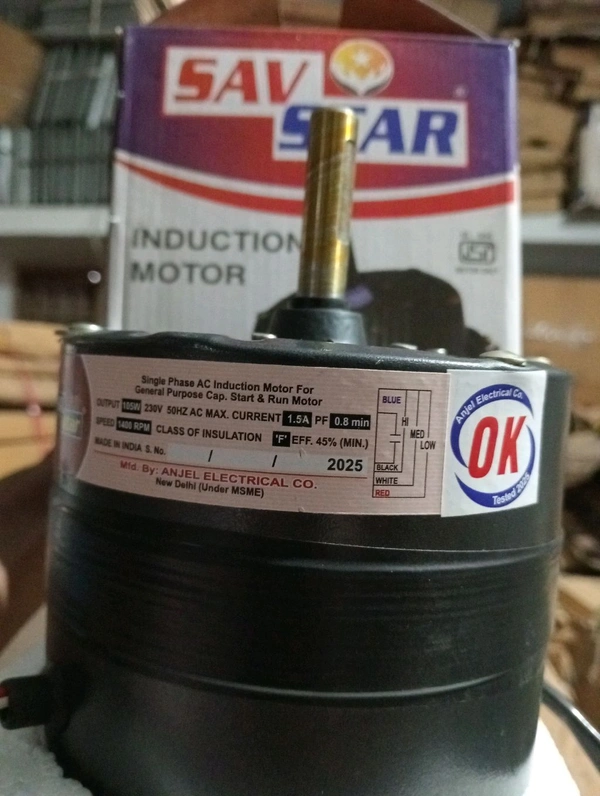 SAV
STAR
INDUCTION
MOTOR
Single Phase AC Induction Motor For
General Purpose Cap. Start & Run Motor
OUTPUT 105W 230V 50HZ AC MAX. CURRENT 1.5A PF 0.8 min
SPEED 1400 RPM CLASS OF INSULATION 'F' EFF. 45% (MIN.)
MADE IN INDIA S. No. / / 2025
Mfd. By: ANJEL ELECTRICAL CO.
New Delhi (Under MSME)
BLUE
HI
MED
LOW
BLACK
WHITE
RED
Anjel Electrical Co.
OK
Tested 2025